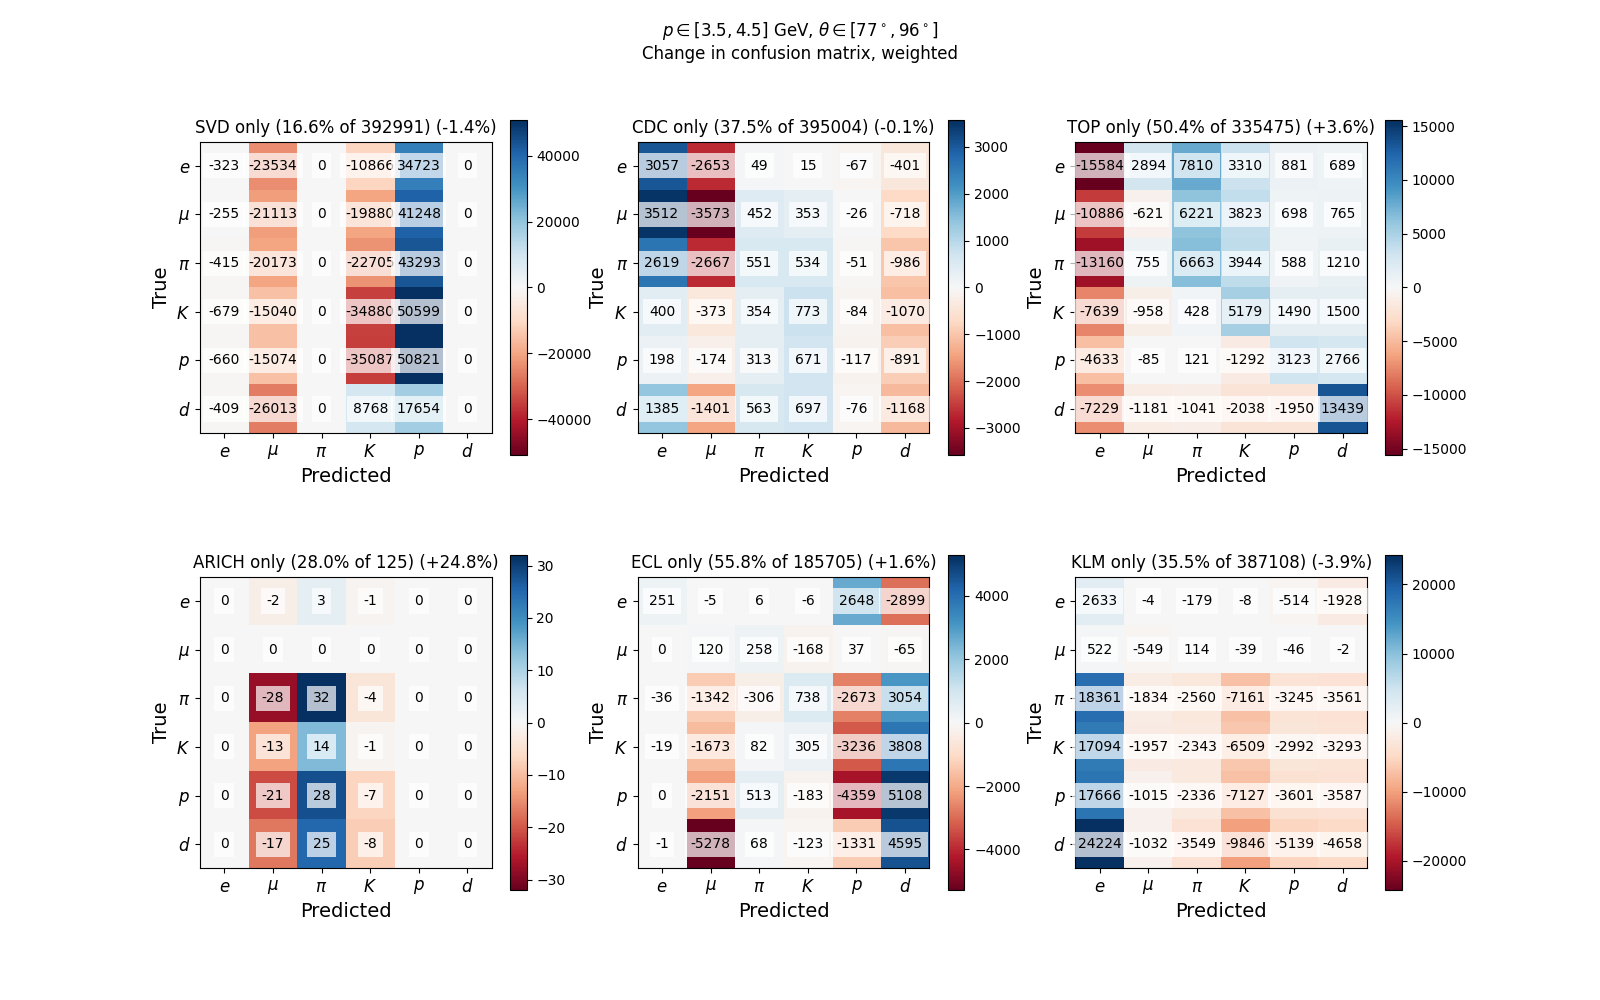 p ∈ [3.5, 4.5] GeV, θ ∈ [77°, 96°]
Change in confusion matrix, weighted
SVD only (16.6% of 392991) (-1.4%)
True
e -323 -23534 0 -10866 34723 0
μ -255 -21113 0 -19880 41248 0
π -415 -20173 0 -22705 43293 0
K -679 -15040 0 -34880 50599 0
p -660 -15074 0 -35087 50821 0
d -409 -26013 0 8768 17654 0
e μ π K p d
Predicted
40000
20000
0
−20000
−40000
CDC only (37.5% of 395004) (-0.1%)
True
3057 -2653 49 15 -67 -401
e
3512 -3573 452 353 -26 -718
μ
2619 -2667 551 534 -51 -986
π
400 -373 354 773 -84 -1070
K
198 -174 313 671 -117 -891
p
1385 -1401 563 697 -76 -1168
d
e μ π K p d
Predicted
3000
2000
1000
0
−1000
−2000
−3000
TOP only (50.4% of 335475) (+3.6%)
True
e -15584 2894 7810 3310 881 689
μ -10886 -621 6221 3823 698 765
π -13160 755 6663 3944 588 1210
K -7639 -958 428 5179 1490 1500
p -4633 -85 121 -1292 3123 2766
d -7229 -1181 -1041 -2038 -1950 13439
e μ π K p d
Predicted
15000
10000
5000
0
−5000
−10000
−15000
ARICH only (28.0% of 125) (+24.8%)
True
e 0 -2 3 -1 0 0
μ 0 0 0 0 0 0
π 0 -28 32 -4 0 0
K 0 -13 14 -1 0 0
p 0 -21 28 -7 0 0
d 0 -17 25 -8 0 0
e μ π K p d
Predicted
30
20
10
0
−10
−20
−30
ECL only (55.8% of 185705) (+1.6%)
True
e 251 -5 6 -6 2648 -2899
μ 0 120 258 -168 37 -65
π -36 -1342 -306 738 -2673 3054
K -19 -1673 82 305 -3236 3808
p 0 -2151 513 -183 -4359 5108
d -1 -5278 68 -123 -1331 4595
e μ π K p d
Predicted
4000
2000
0
−2000
−4000
KLM only (35.5% of 387108) (-3.9%)
True
e 2633 -4 -179 -8 -514 -1928
μ 522 -549 114 -39 -46 -2
π 18361 -1834 -2560 -7161 -3245 -3561
K 17094 -1957 -2343 -6509 -2992 -3293
p 17666 -1015 -2336 -7127 -3601 -3587
d 24224 -1032 -3549 -9846 -5139 -4658
e μ π K p d
Predicted
20000
10000
0
−10000
−20000